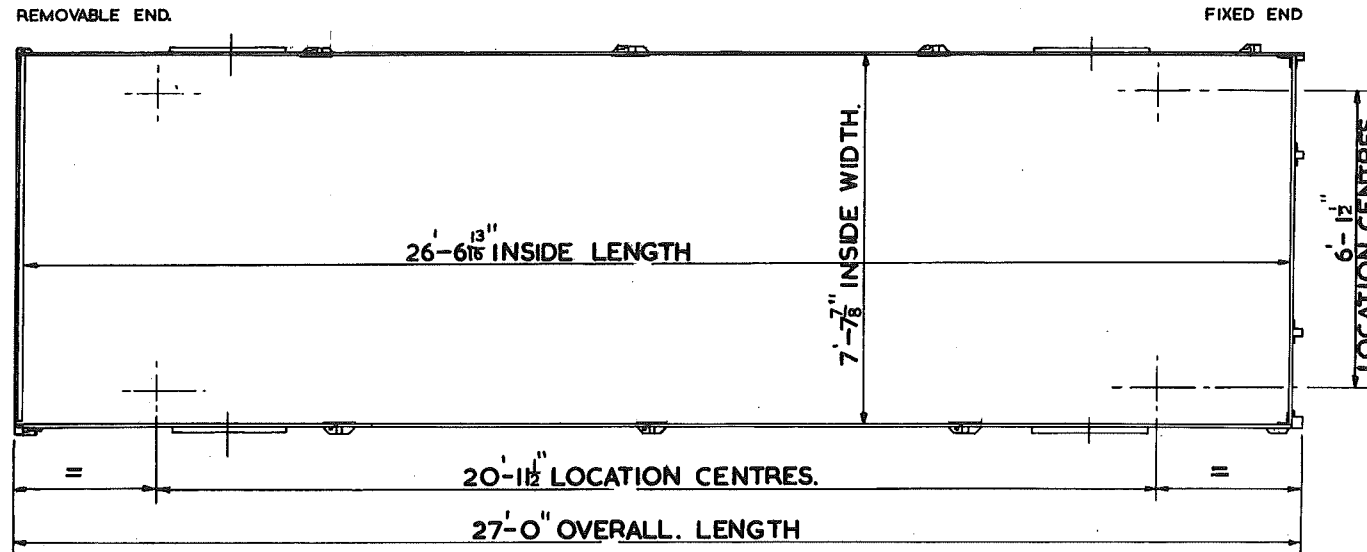 REMOVABLE END.
FIXED END
26'-6 13/16" INSIDE LENGTH
7'-7 7/8" INSIDE WIDTH.
6'-1 1/2"
LOCATION CENTRES
= 20'-11 1/2" LOCATION CENTRES. =
27'-0" OVERALL. LENGTH